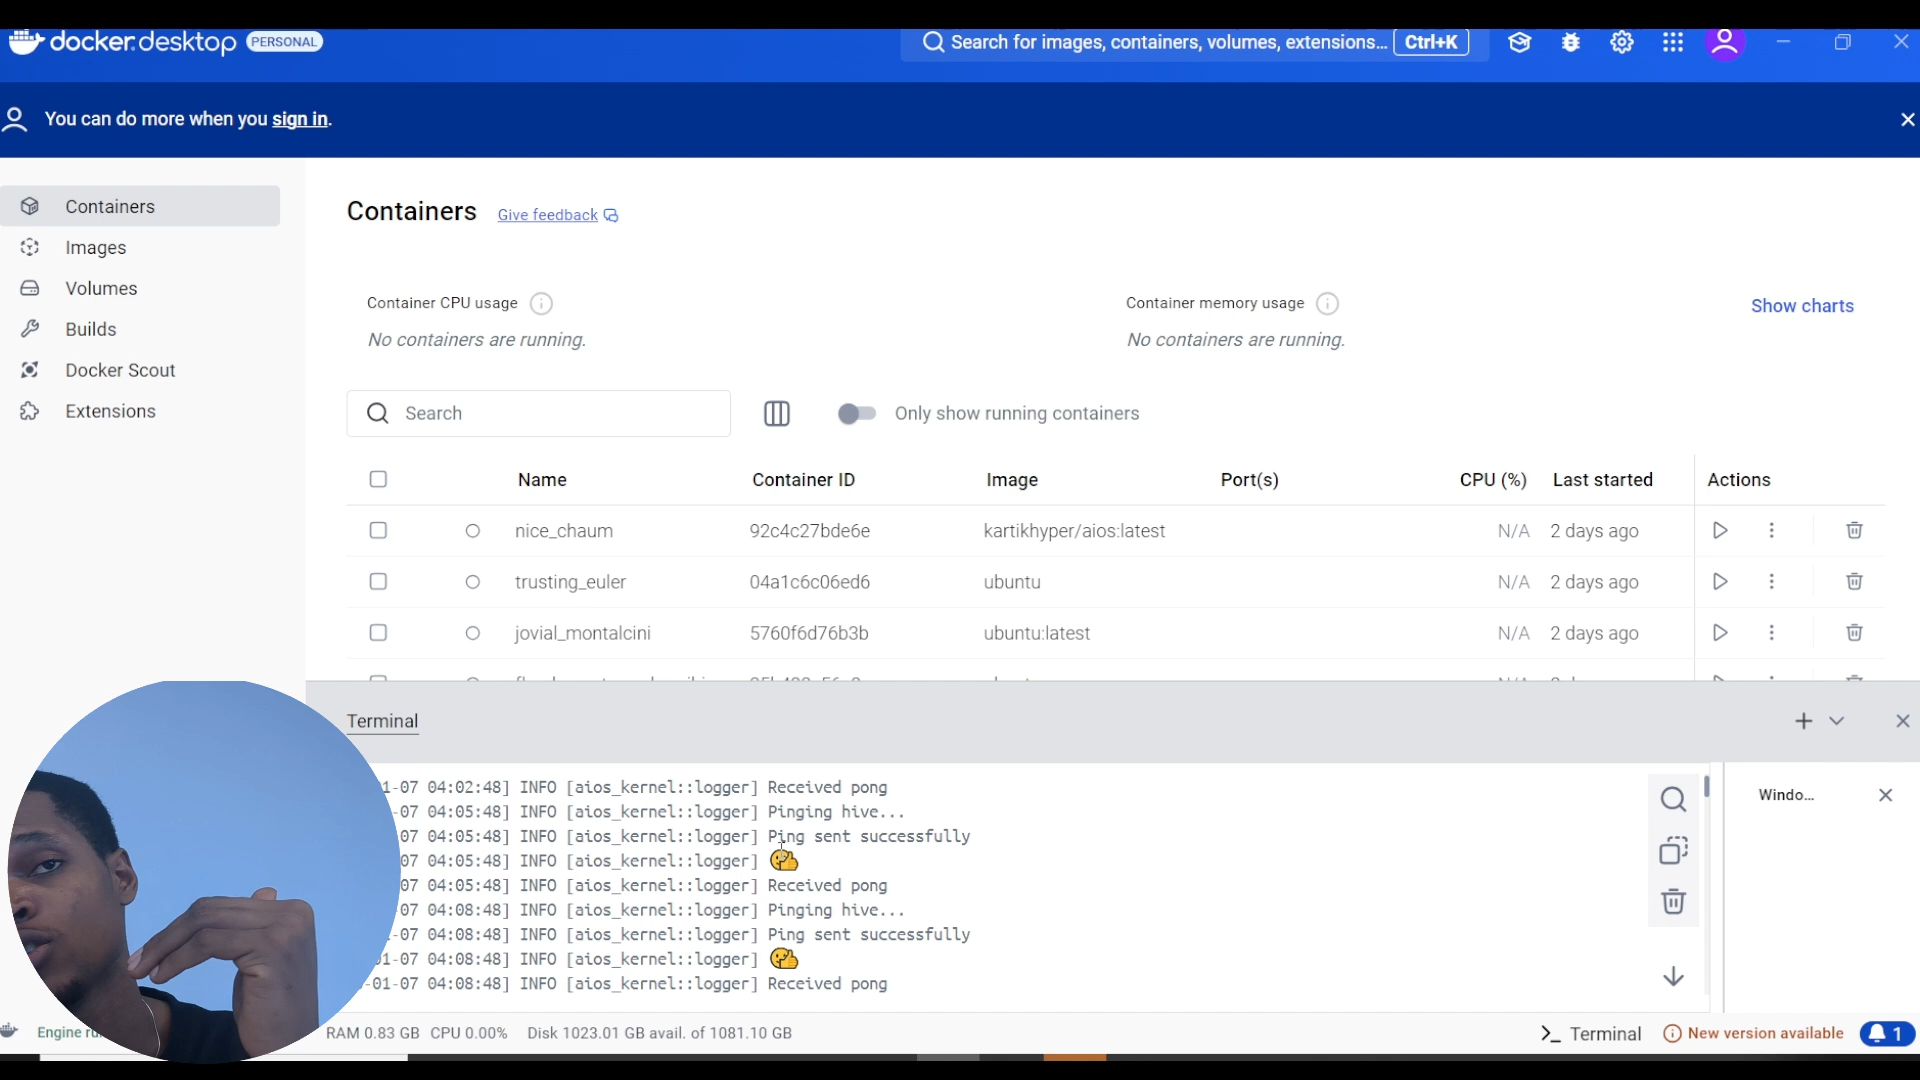 docker.desktop PERSONAL
Search for images, containers, volumes, extensions... Ctrl+K
You can do more when you sign in.
Containers
Images
Volumes
Builds
Docker Scout
Extensions
Containers Give feedback
Container CPU usage
No containers are running.
Container memory usage
No containers are running.
Show charts
Search
Only show running containers
Name Container ID Image Port(s) CPU (%) Last started Actions
nice_chaum 92c4c27bde6e kartikhyper/aios:latest N/A 2 days ago
trusting_euler 04a1c6c06ed6 ubuntu N/A 2 days ago
jovial_montalcini 5760f6d76b3b ubuntu:latest N/A 2 days ago
Terminal
1-07 04:02:48] INFO [aios_kernel::logger] Received pong
-07 04:05:48] INFO [aios_kernel::logger] Pinging hive...
07 04:05:48] INFO [aios_kernel::logger] Ping sent successfully
07 04:05:48] INFO [aios_kernel::logger]
07 04:05:48] INFO [aios_kernel::logger] Received pong
07 04:08:48] INFO [aios_kernel::logger] Pinging hive...
-07 04:08:48] INFO [aios_kernel::logger] Ping sent successfully
1-07 04:08:48] INFO [aios_kernel::logger]
-01-07 04:08:48] INFO [aios_kernel::logger] Received pong
Windo...
Engine
RAM 0.83 GB CPU 0.00% Disk 1023.01 GB avail. of 1081.10 GB
Terminal
New version available
1